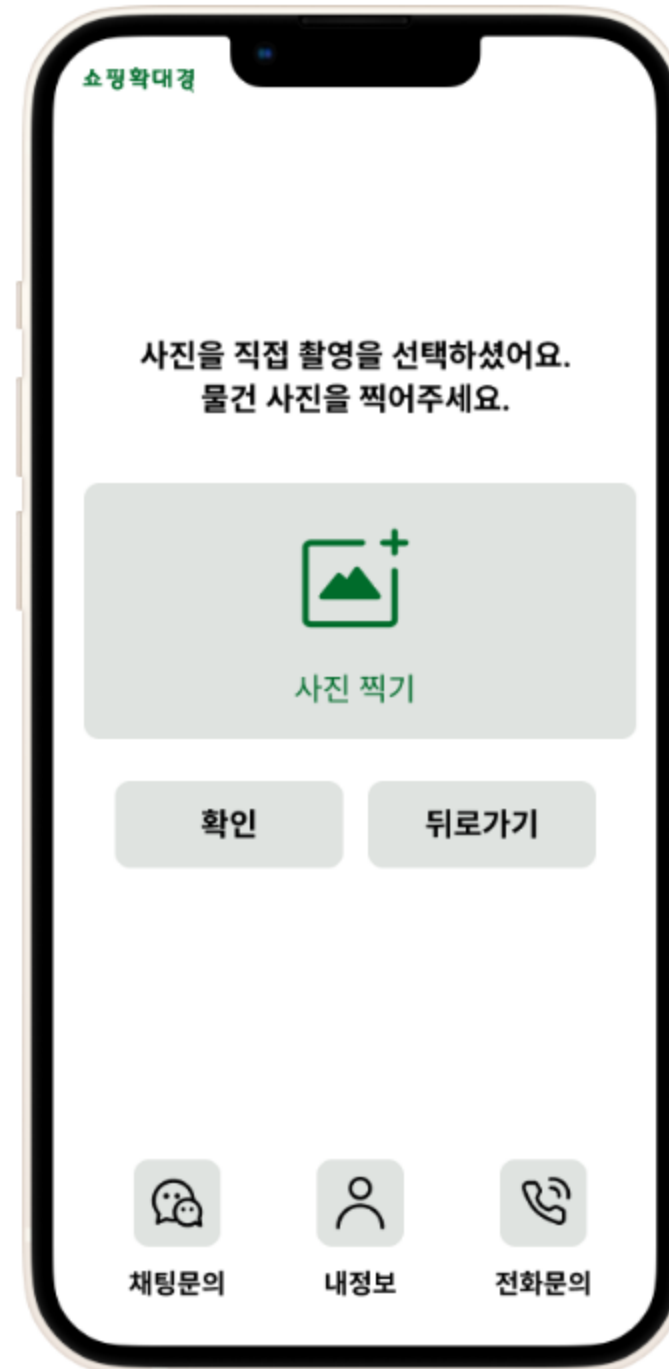 쇼핑확대경
사진을 직접 촬영을 선택하셨어요.
물건 사진을 찍어주세요.
사진 찍기
확인
뒤로가기
채팅문의
내정보
전화문의